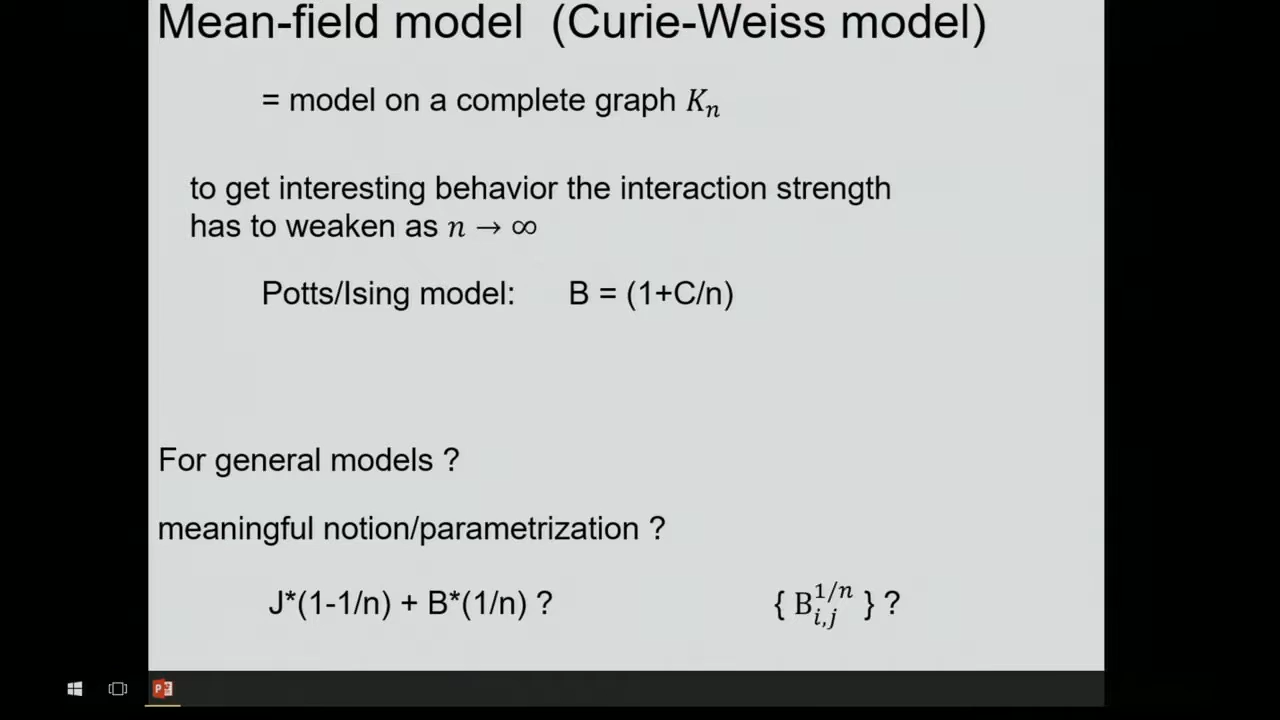 Mean-field model (Curie-Weiss model)
= model on a complete graph Kₙ
to get interesting behavior the interaction strength
has to weaken as n → ∞
Potts/Ising model: B = (1+C/n)
For general models ?
meaningful notion/parametrization ?
J*(1-1/n) + B*(1/n) ? { B_{i,j}^{1/n} } ?